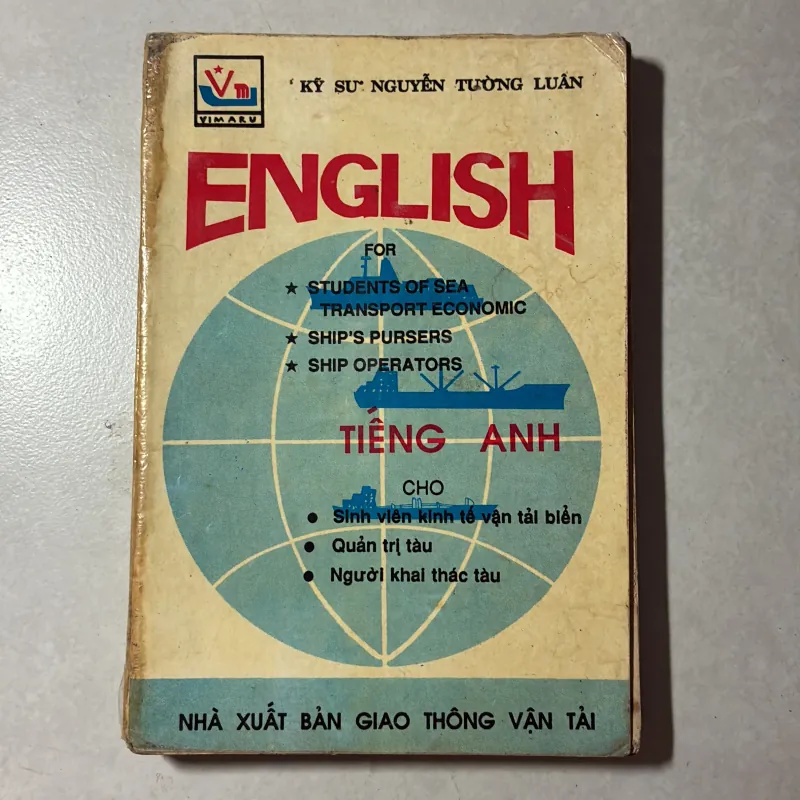 Vm
VIMARU
KỸ SƯ NGUYỄN TƯỜNG LUÂN
ENGLISH
FOR
★ STUDENTS OF SEA
TRANSPORT ECONOMIC
★ SHIP'S PURSERS
★ SHIP OPERATORS
TIẾNG ANH
CHO
● Sinh viên kinh tế vận tải biển
● Quản trị tàu
● Người khai thác tàu
NHÀ XUẤT BẢN GIAO THÔNG VẬN TẢI